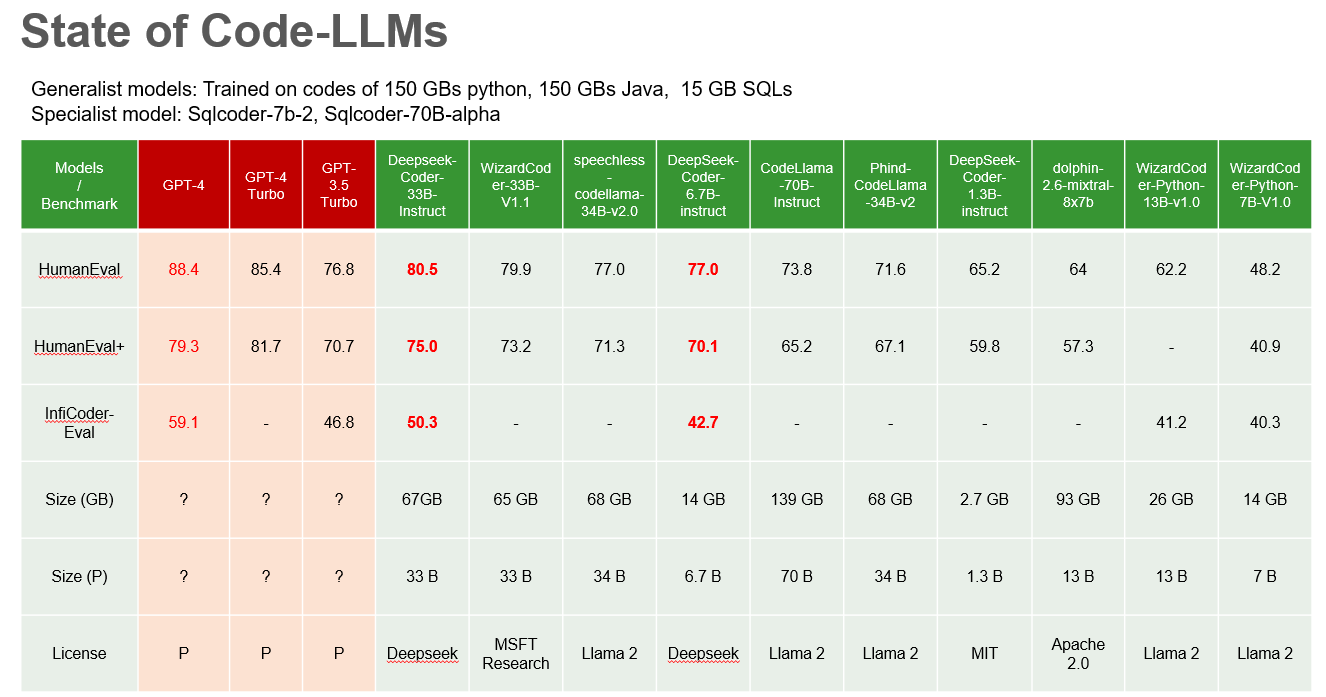 State of Code-LLMs
Generalist models: Trained on codes of 150 GBs python, 150 GBs Java,  15 GB SQLs
Specialist model: Sqlcoder-7b-2, Sqlcoder-70B-alpha
Models
/
Benchmark
GPT-4
GPT-4
Turbo
GPT-
3.5
Turbo
Deepseek-
Coder-
33B-
Instruct
WizardCod
er-33B-
V1.1
speechless
-
codellama-
34B-v2.0
DeepSeek-
Coder-
6.7B-
instruct
CodeLlama
-70B-
Instruct
Phind-
CodeLlama
-34B-v2
DeepSeek-
Coder-
1.3B-
instruct
dolphin-
2.6-mixtral-
8x7b
WizardCod
er-Python-
13B-v1.0
WizardCod
er-Python-
7B-V1.0
HumanEval
88.4
85.4
76.8
80.5
79.9
77.0
77.0
73.8
71.6
65.2
64
62.2
48.2
HumanEval+
79.3
81.7
70.7
75.0
73.2
71.3
70.1
65.2
67.1
59.8
57.3
-
40.9
InfiCoder-
Eval
59.1
-
46.8
50.3
-
-
42.7
-
-
-
-
41.2
40.3
Size (GB)
?
?
?
67GB
65 GB
68 GB
14 GB
139 GB
68 GB
2.7 GB
93 GB
26 GB
14 GB
Size (P)
?
?
?
33 B
33 B
34 B
6.7 B
70 B
34 B
1.3 B
13 B
13 B
7 B
License
P
P
P
Deepseek
MSFT
Research
Llama 2
Deepseek
Llama 2
Llama 2
MIT
Apache
2.0
Llama 2
Llama 2